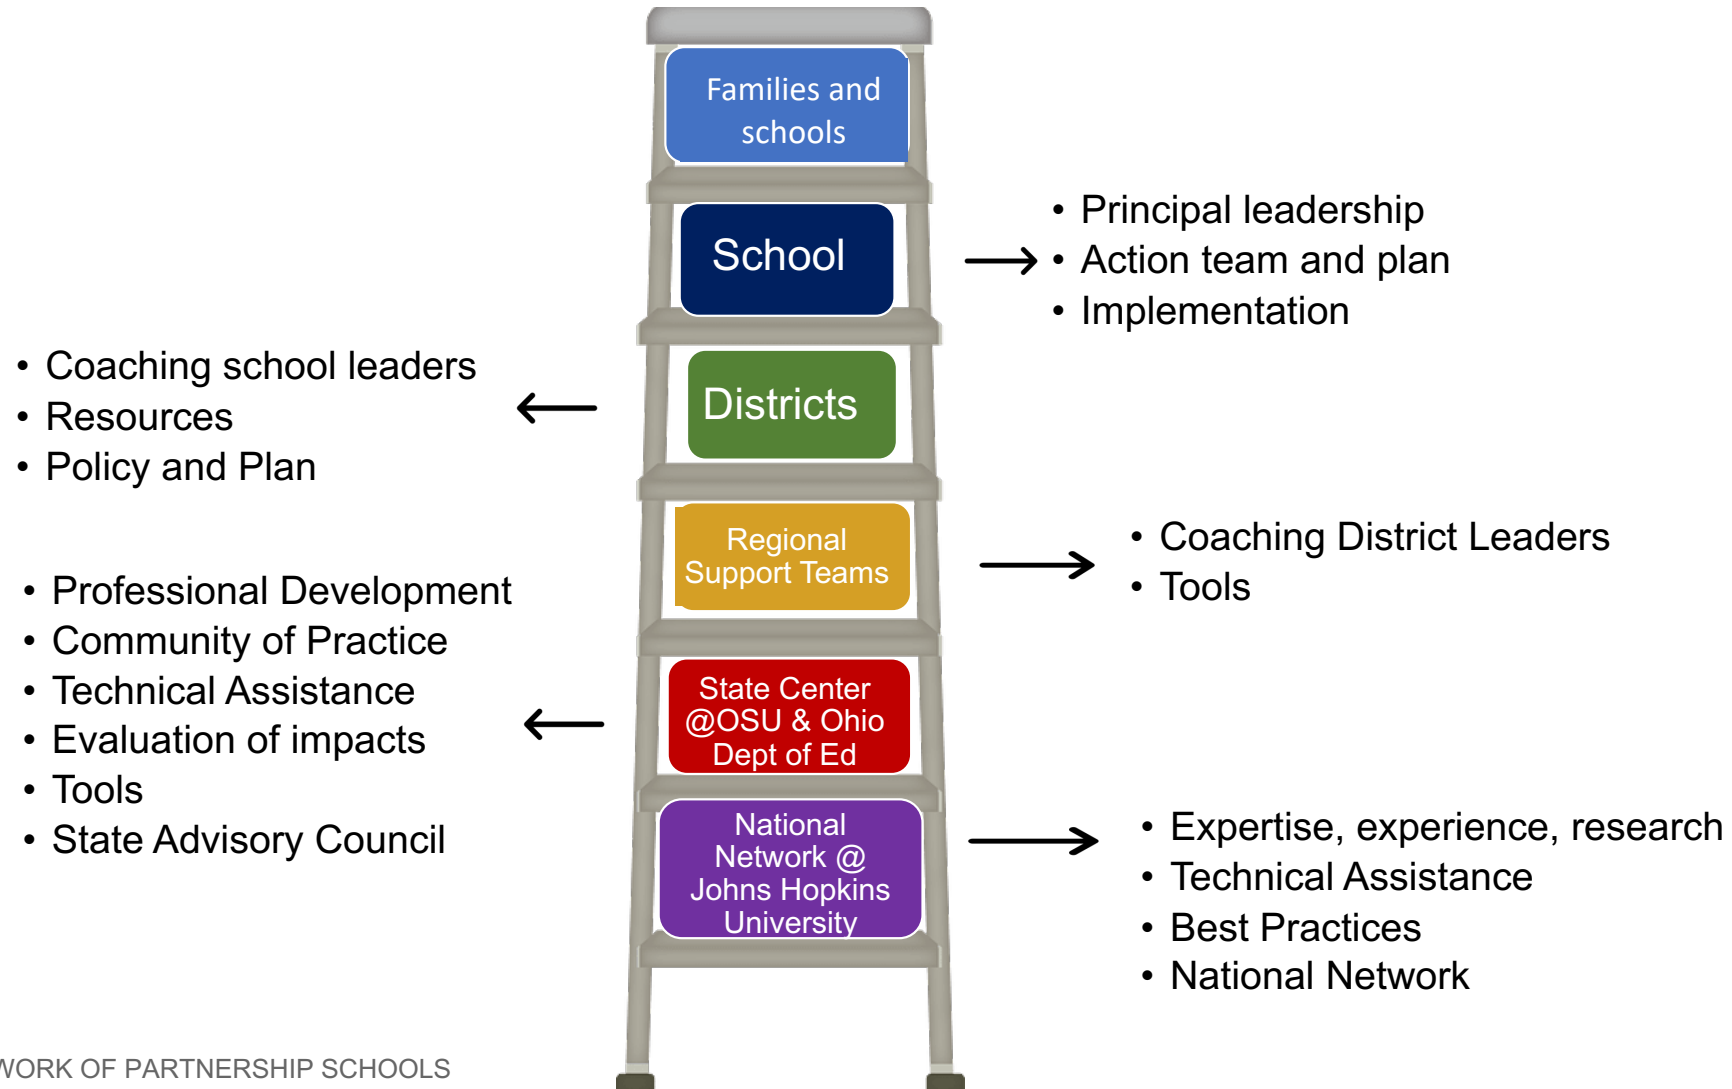 Families and
schools
School
• Principal leadership
• Action team and plan
• Implementation
Districts
• Coaching school leaders
• Resources
• Policy and Plan
Regional
Support Teams
• Coaching District Leaders
• Tools
State Center
@OSU & Ohio
Dept of Ed
• Professional Development
• Community of Practice
• Technical Assistance
• Evaluation of impacts
• Tools
• State Advisory Council
National
Network @
Johns Hopkins
University
• Expertise, experience, research
• Technical Assistance
• Best Practices
• National Network
WORK OF PARTNERSHIP SCHOOLS